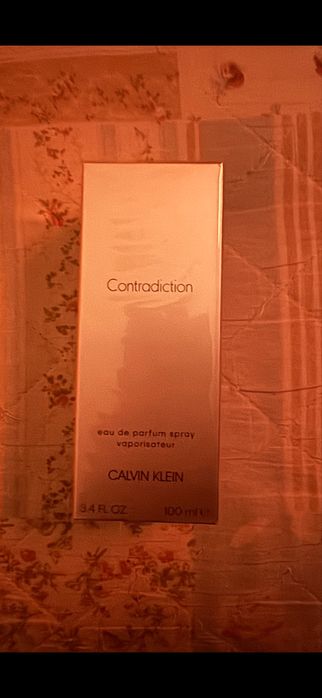 Contradiction
eau de parfum spray
vaporisateur
CALVIN KLEIN
3.4 FL OZ 100 ml e